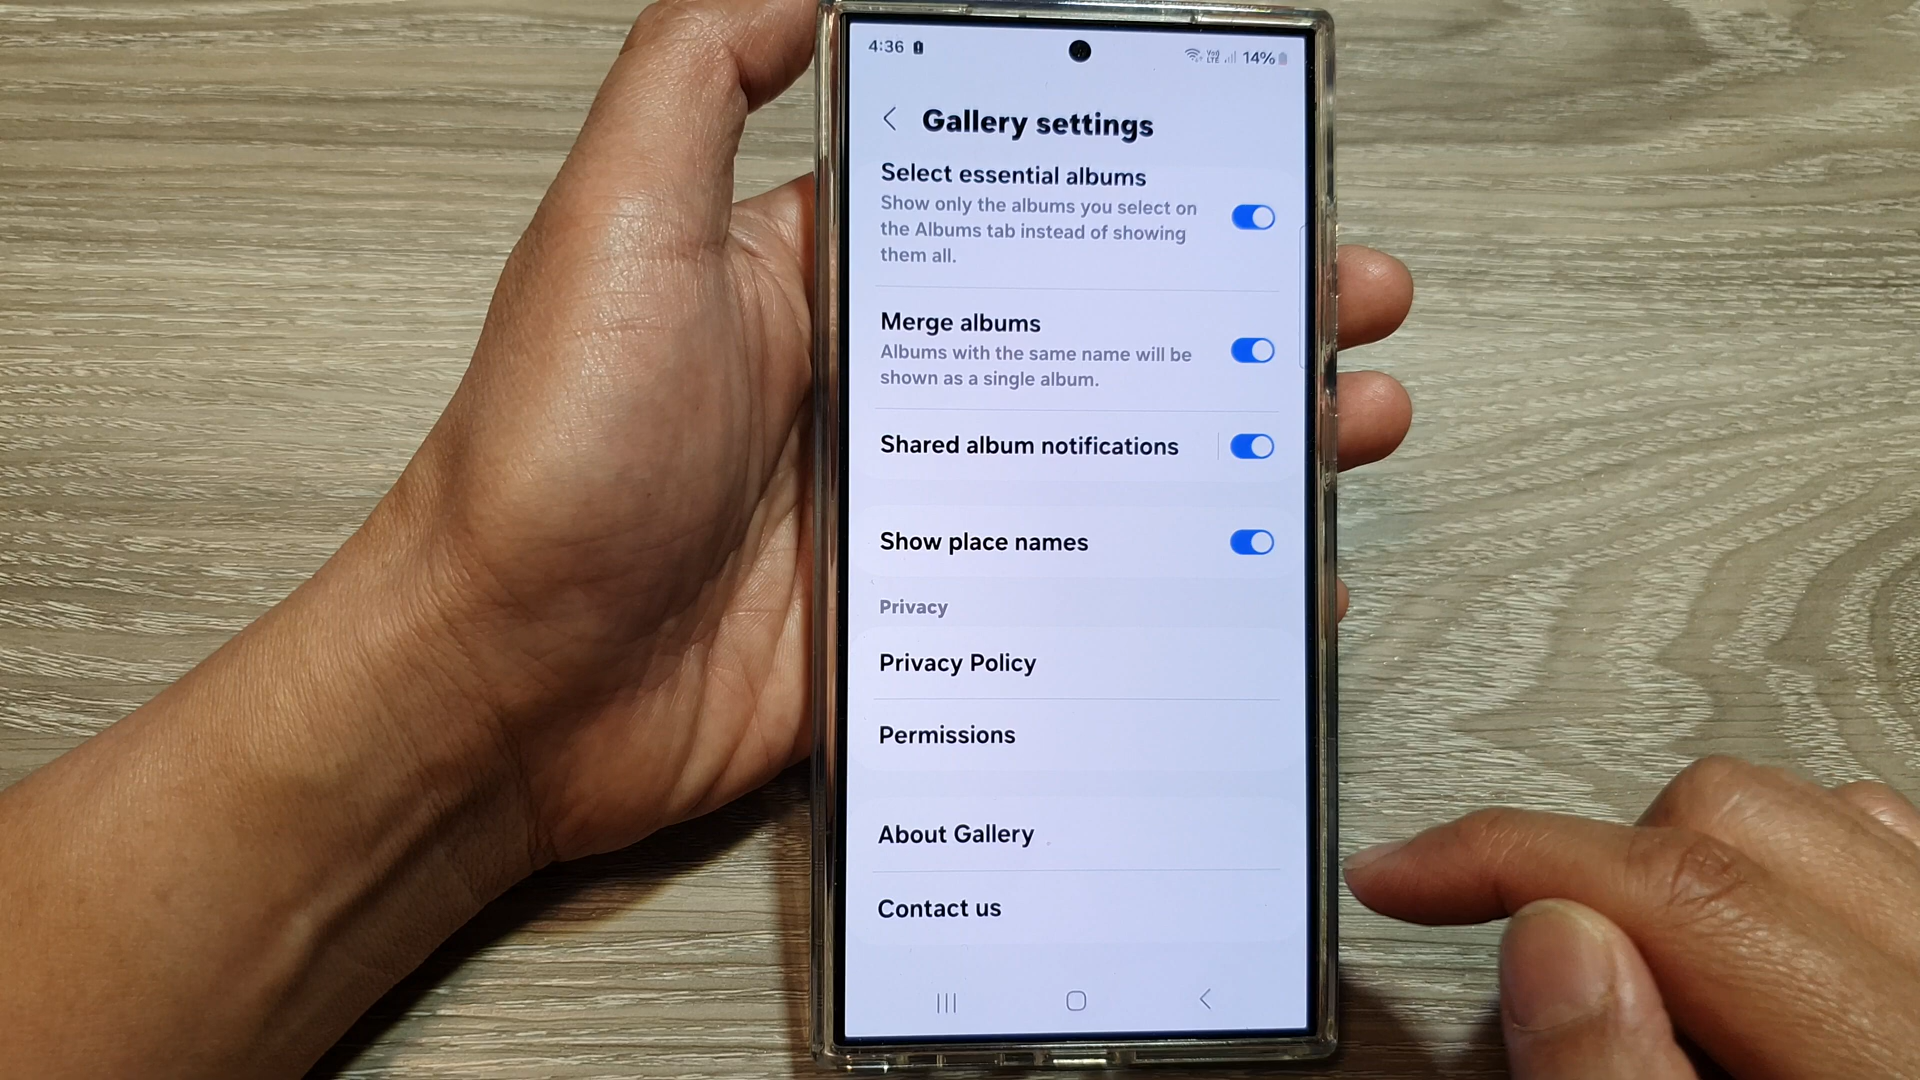 4:36
Vo)) LTE 14%
Gallery settings
Select essential albums
Show only the albums you select on
the Albums tab instead of showing
them all.
Merge albums
Albums with the same name will be
shown as a single album.
Shared album notifications
Show place names
Privacy
Privacy Policy
Permissions
About Gallery
Contact us